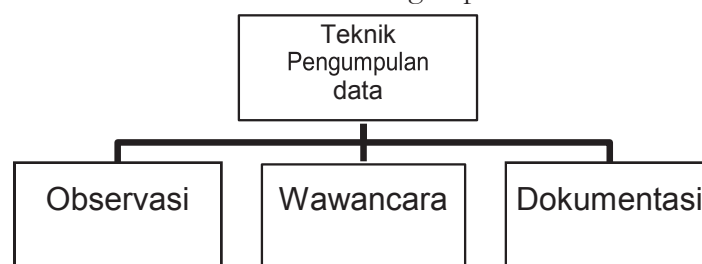 Teknik
Pengumpulan
data
Observasi
Wawancara
Dokumentasi